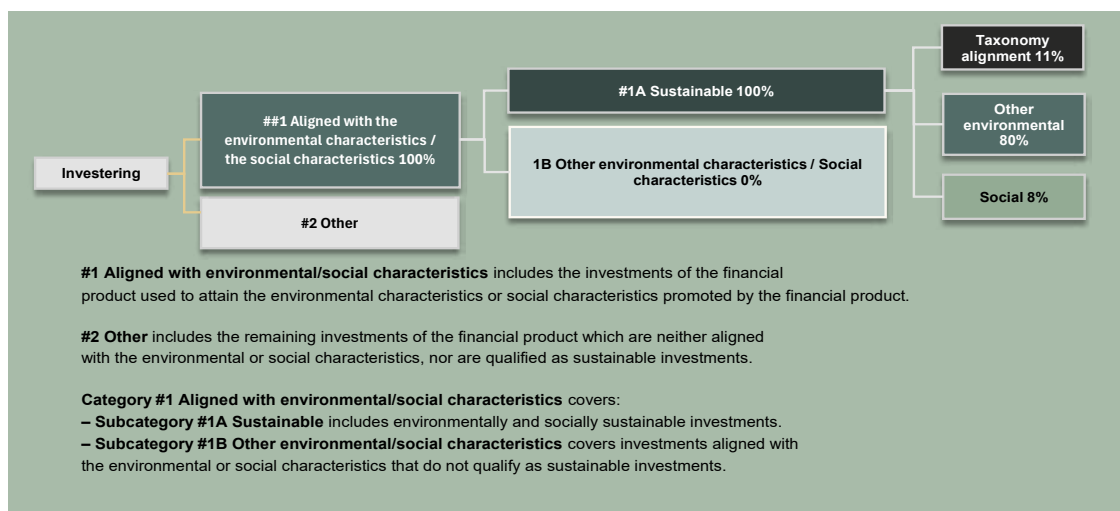 Taxonomy
alignment 11%
#1A Sustainable 100%
##1 Aligned with the
environmental characteristics /
the social characteristics 100%
Other
environmental
80%
Investering
1B Other environmental characteristics / Social
characteristics 0%
Social 8%
#2 Other
#1 Aligned with environmental/social characteristics includes the investments of the financial
product used to attain the environmental characteristics or social characteristics promoted by the financial product.
#2 Other includes the remaining investments of the financial product which are neither aligned
with the environmental or social characteristics, nor are qualified as sustainable investments.
Category #1 Aligned with environmental/social characteristics covers:
– Subcategory #1A Sustainable includes environmentally and socially sustainable investments.
– Subcategory #1B Other environmental/social characteristics covers investments aligned with
the environmental or social characteristics that do not qualify as sustainable investments.